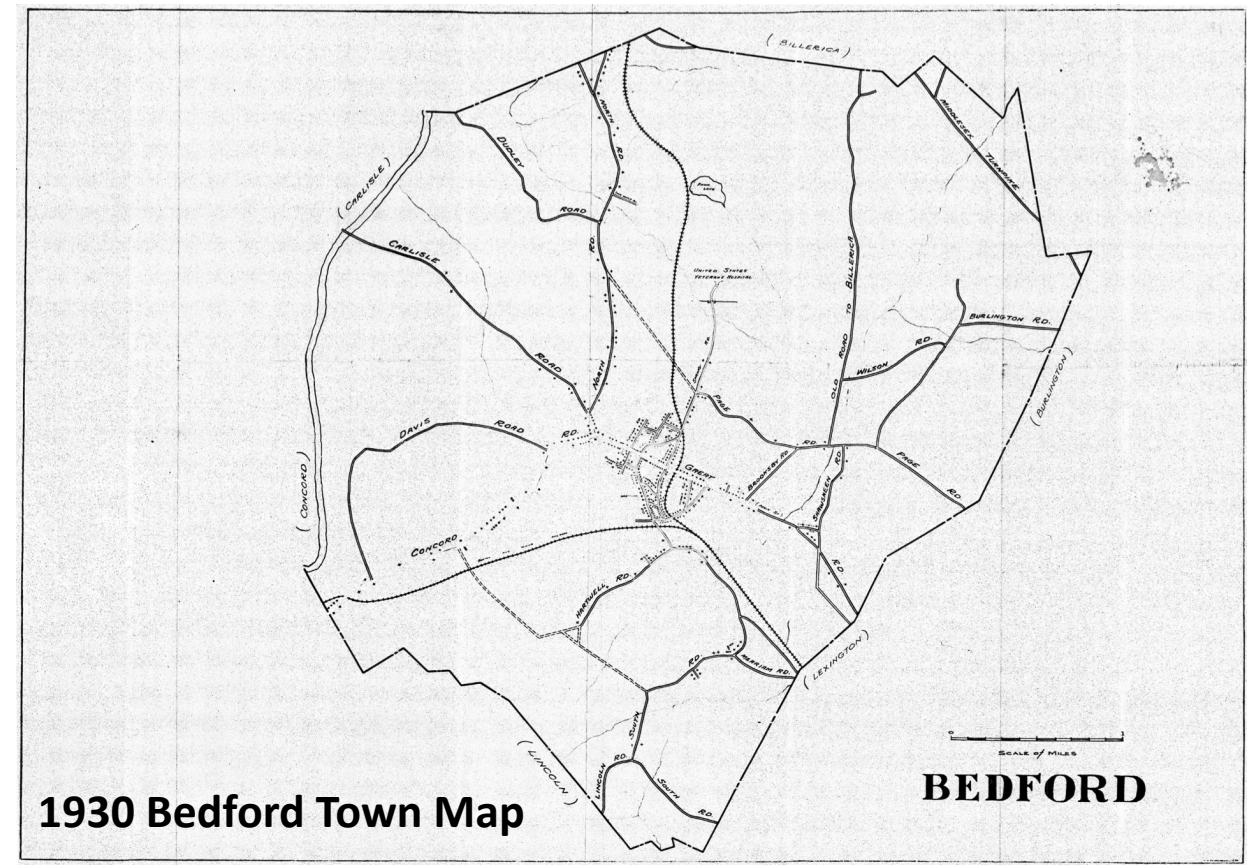 ( BILLERICA )
MIDDLESEX TURNPIKE
NORTH RD
DUDLEY
ROAD
( CARLISLE )
RD.
CARLISLE
ROAD
NORTH
UNITED STATES
VETERANS HOSPITAL
OLD ROAD TO BILLERICA
BURLINGTON RD.
WILSON RD.
( BURLINGTON )
PAGE
RD.
DAVIS ROAD
RD.
GREAT
BROOKSBY RD
SHAWSHEEN RD.
PAGE
RD
( CONCORD )
CONCORD
RD.
HARTWELL RD.
RD.
MERRIAM RD.
( LEXINGTON )
SOUTH
LINCOLN RD.
SOUTH
RD.
( LINCOLN )
SCALE of MILES
BEDFORD
1930 Bedford Town Map